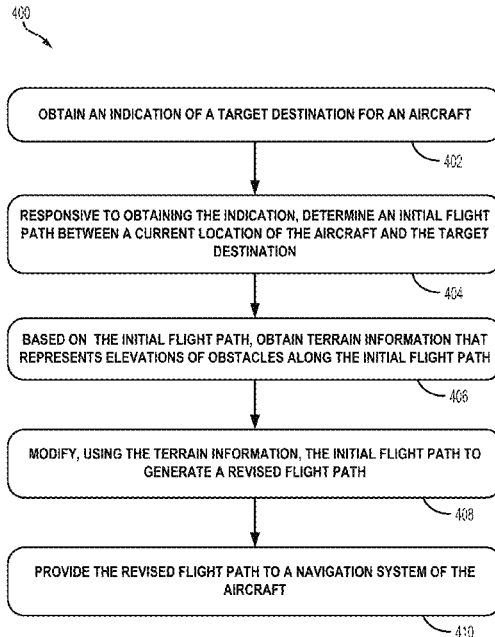 400
OBTAIN AN INDICATION OF A TARGET DESTINATION FOR AN AIRCRAFT
402
RESPONSIVE TO OBTAINING THE INDICATION, DETERMINE AN INITIAL FLIGHT
PATH BETWEEN A CURRENT LOCATION OF THE AIRCRAFT AND THE TARGET
DESTINATION
404
BASED ON THE INITIAL FLIGHT PATH, OBTAIN TERRAIN INFORMATION THAT
REPRESENTS ELEVATIONS OF OBSTACLES ALONG THE INITIAL FLIGHT PATH
406
MODIFY, USING THE TERRAIN INFORMATION, THE INITIAL FLIGHT PATH TO
GENERATE A REVISED FLIGHT PATH
408
PROVIDE THE REVISED FLIGHT PATH TO A NAVIGATION SYSTEM OF THE
AIRCRAFT
410